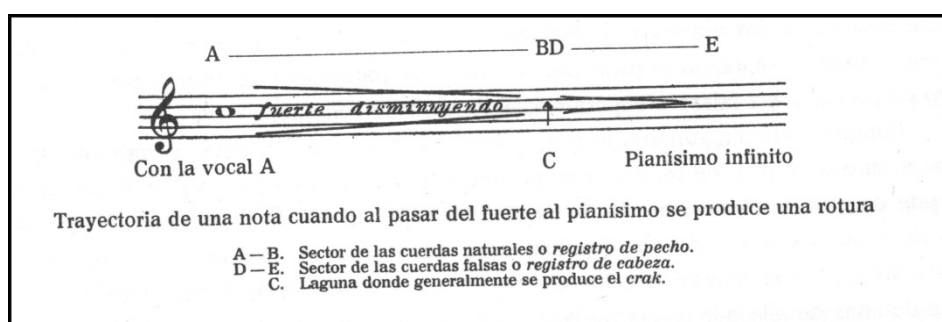 A BD E
fuerte disminuyendo
Con la vocal A C Pianísimo infinito
Trayectoria de una nota cuando al pasar del fuerte al pianísimo se produce una rotura
A — B. Sector de las cuerdas naturales o registro de pecho.
D — E. Sector de las cuerdas falsas o registro de cabeza.
C. Laguna donde generalmente se produce el crak.